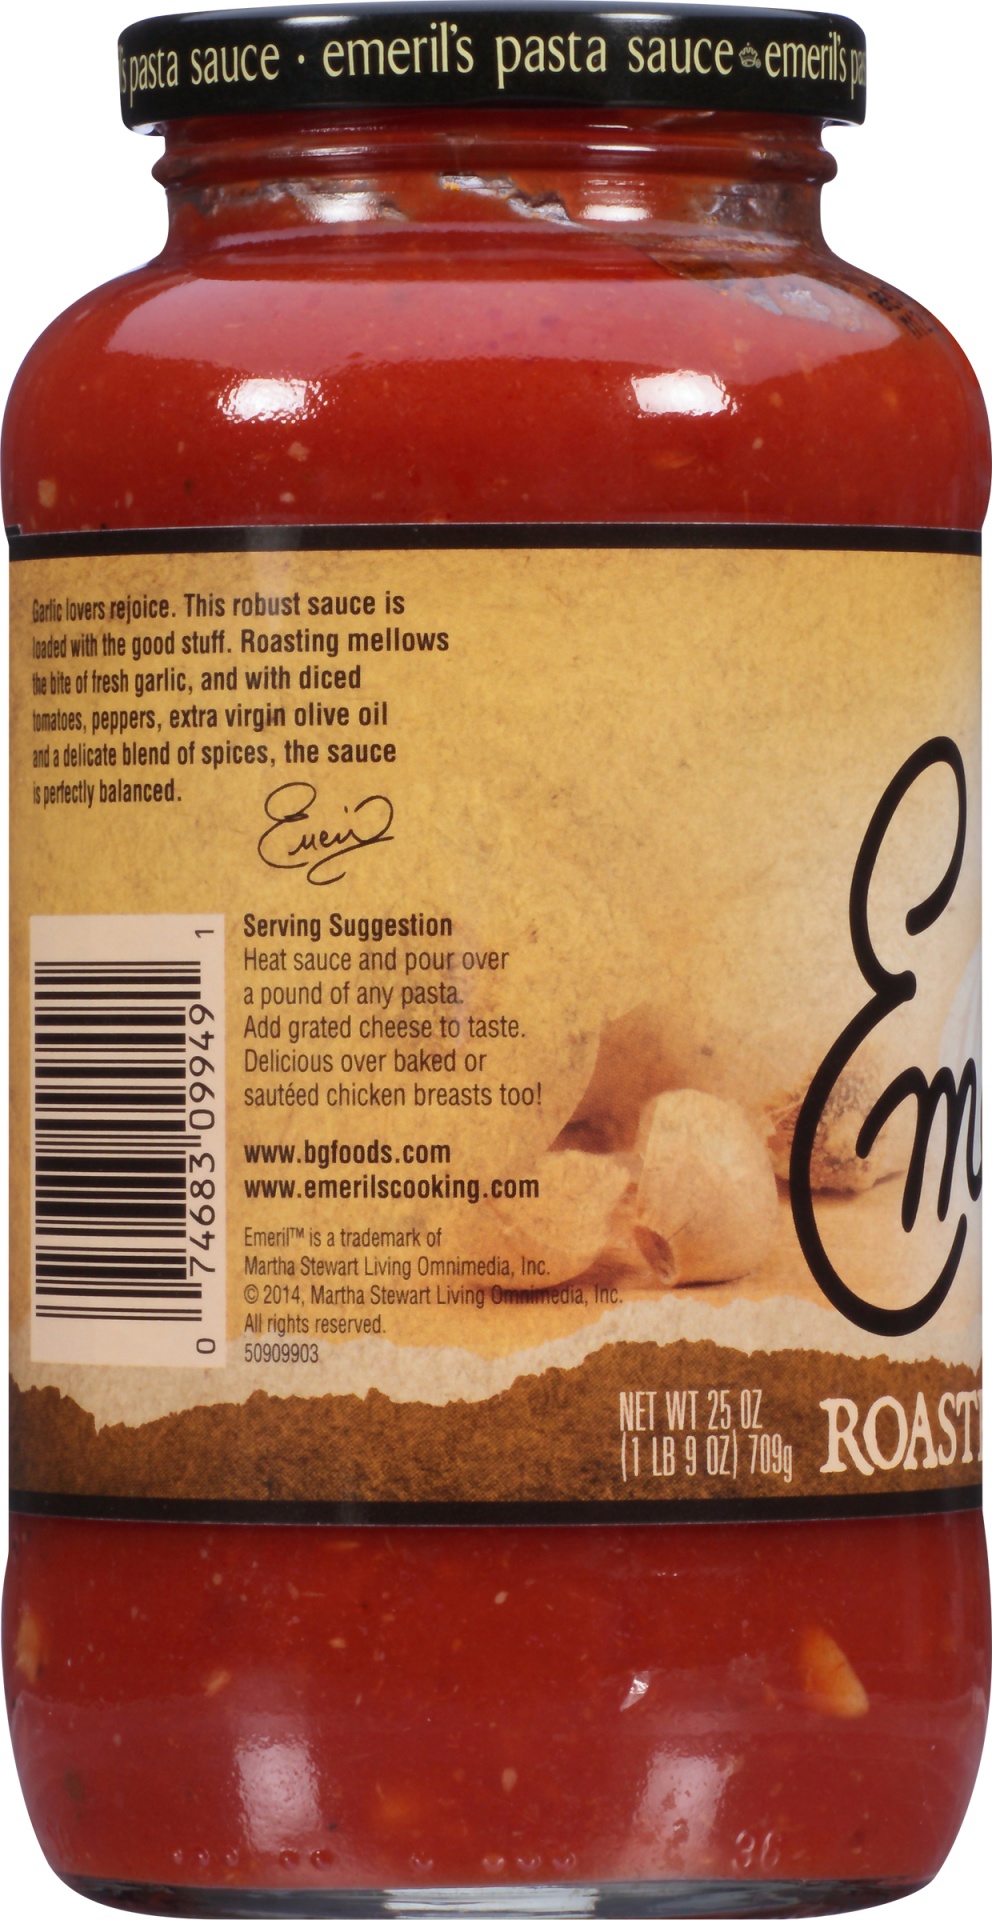 pasta sauce · emeril's pasta sauce emeril's
Garlic lovers rejoice. This robust sauce is
loaded with the good stuff. Roasting mellows
the bite of fresh garlic, and with diced
tomatoes, peppers, extra virgin olive oil
and a delicate blend of spices, the sauce
is perfectly balanced.
Emeril
Serving Suggestion
Heat sauce and pour over
a pound of any pasta.
Add grated cheese to taste.
Delicious over baked or
sautéed chicken breasts too!
www.bgfoods.com
www.emerilscooking.com
Emeril™ is a trademark of
Martha Stewart Living Omnimedia, Inc.
© 2014, Martha Stewart Living Omnimedia, Inc.
All rights reserved.
50909903
0 74683 09949 1
Em
NET WT 25 OZ
(1 LB 9 OZ) 709g
ROAST
36